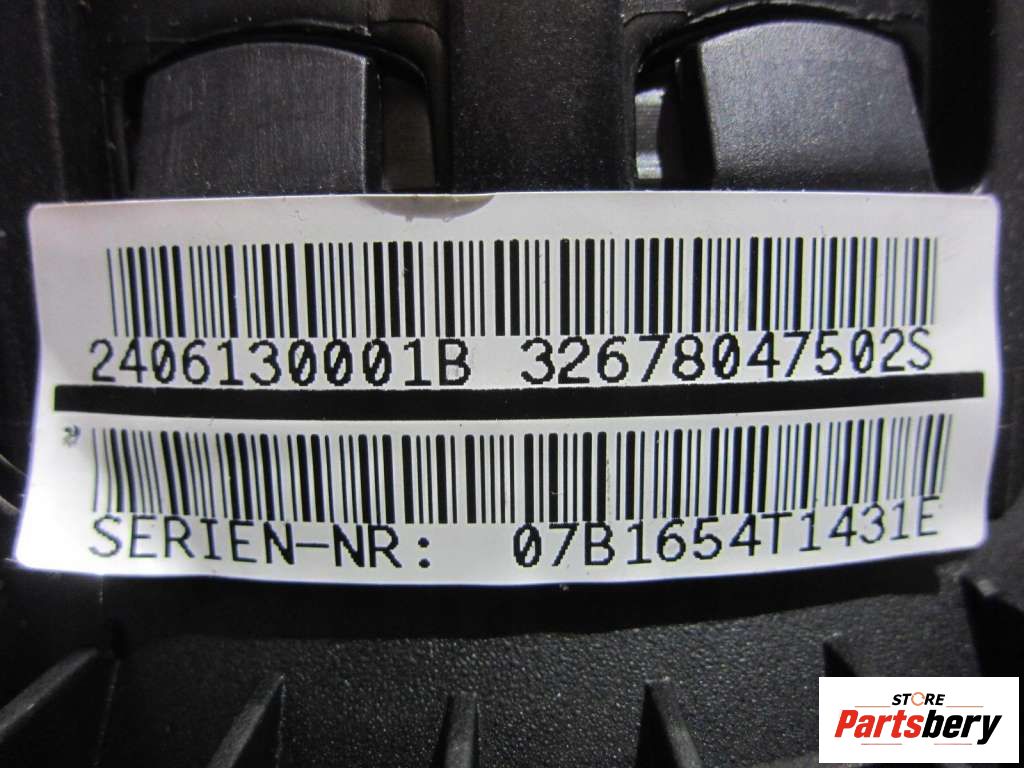 2406130001B 32678047502S
SERIEN-NR: 07B1654T1431E
STORE
Partsbery